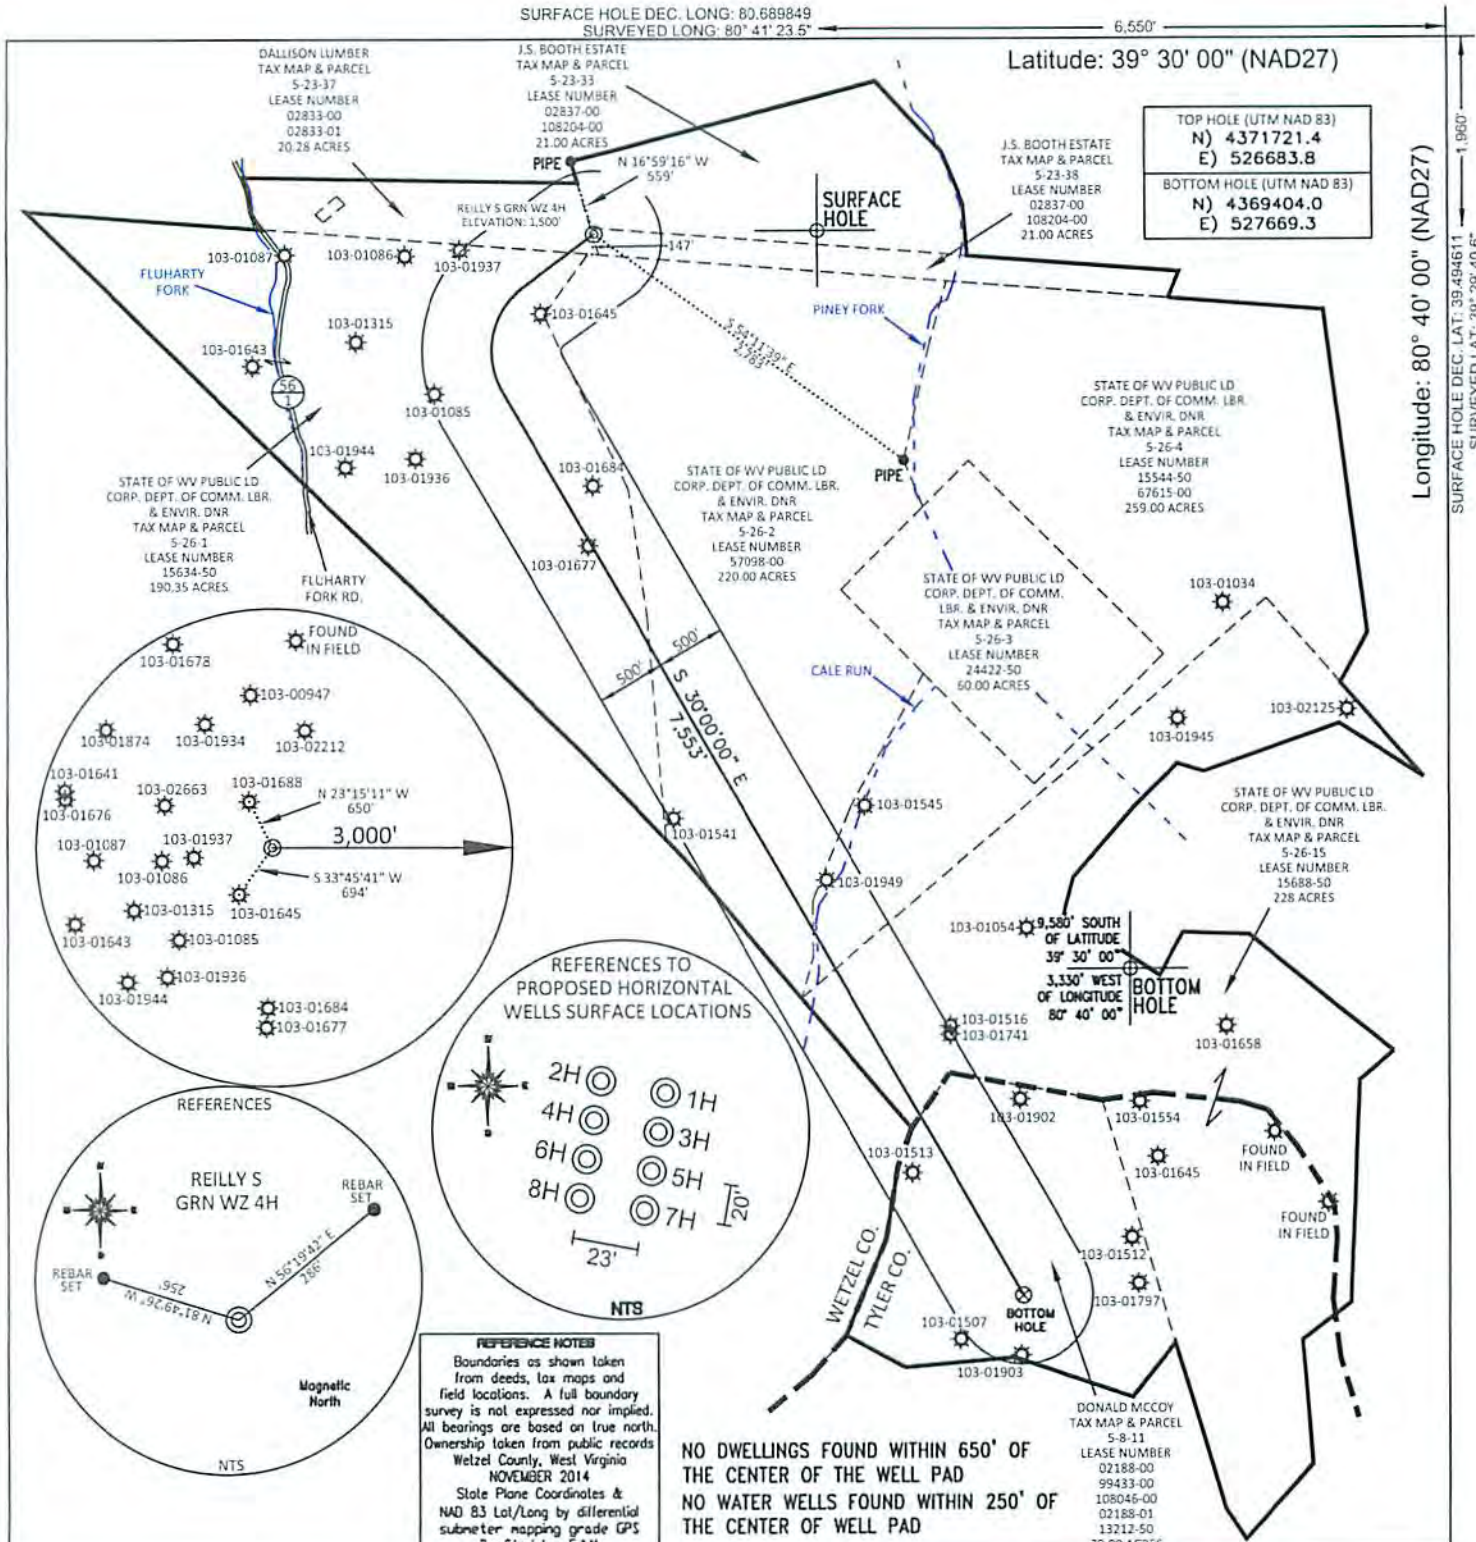 SURFACE HOLE DEC. LONG: 80.689849
SURVEYED LONG: 80° 41' 23.5"
6,550'
Latitude: 39° 30' 00" (NAD27)
1,960'
Longitude: 80° 40' 00" (NAD27)
SURFACE HOLE DEC. LAT: 39.494611
SURVEYED LAT: 39° 29' 40.6"
TOP HOLE (UTM NAD 83)
N) 4371721.4
E) 526683.8
BOTTOM HOLE (UTM NAD 83)
N) 4369404.0
E) 527669.3
DALLISON LUMBER
TAX MAP & PARCEL
5-23-37
LEASE NUMBER
02833-00
02833-01
20.28 ACRES
J.S. BOOTH ESTATE
TAX MAP & PARCEL
5-23-33
LEASE NUMBER
02837-00
108204-00
21.00 ACRES
J.S. BOOTH ESTATE
TAX MAP & PARCEL
5-23-38
LEASE NUMBER
02837-00
108204-00
21.00 ACRES
PIPE
N 16°59'16" W
559'
REILLY S GRN WZ 4H
ELEVATION: 1,500'
147'
SURFACE
HOLE
103-01087
103-01086
103-01937
FLUHARTY
FORK
103-01645
103-01315
103-01643
56
1
103-01085
PINEY FORK
S 54°11'39" E
2,783'
103-01944
103-01936
103-01684
103-01677
PIPE
STATE OF WV PUBLIC LD
CORP. DEPT. OF COMM. LBR.
& ENVIR. DNR
TAX MAP & PARCEL
5-26-1
LEASE NUMBER
15634-50
190.35 ACRES
FLUHARTY
FORK RD.
STATE OF WV PUBLIC LD
CORP. DEPT. OF COMM. LBR.
& ENVIR. DNR
TAX MAP & PARCEL
5-26-2
LEASE NUMBER
57098-00
220.00 ACRES
STATE OF WV PUBLIC LD
CORP. DEPT. OF COMM. LBR.
& ENVIR. DNR
TAX MAP & PARCEL
5-26-4
LEASE NUMBER
15544-50
67615-00
259.00 ACRES
STATE OF WV PUBLIC LD
CORP. DEPT. OF COMM.
LBR. & ENVIR. DNR
TAX MAP & PARCEL
5-26-3
LEASE NUMBER
24422-50
60.00 ACRES
103-01034
103-02125
103-01945
CALE RUN
500'
500'
S 30°00'00" E
7,553'
103-01545
103-01541
103-01949
STATE OF WV PUBLIC LD
CORP. DEPT. OF COMM. LBR.
& ENVIR. DNR
TAX MAP & PARCEL
5-26-15
LEASE NUMBER
15688-50
228 ACRES
103-01054
9,580' SOUTH
OF LATITUDE
39° 30' 00"
3,330' WEST
OF LONGITUDE
80° 40' 00"
BOTTOM
HOLE
103-01516
103-01741
103-01658
103-01902
103-01554
103-01513
103-01645
FOUND
IN FIELD
FOUND
IN FIELD
103-01512
103-01797
WETZEL CO.
TYLER CO.
BOTTOM
HOLE
103-01507
103-01903
FOUND
IN FIELD
103-01678
103-00947
103-01874
103-01934
103-02212
103-01641
103-01676
103-02663
103-01688
N 23°15'11" W
650'
3,000'
103-01087
103-01937
103-01086
S 33°45'41" W
694'
103-01645
103-01315
103-01643
103-01085
103-01936
103-01944
103-01684
103-01677
REFERENCES TO
PROPOSED HORIZONTAL
WELLS SURFACE LOCATIONS
2H
1H
4H
3H
6H
5H
8H
7H
20'
23'
NTS
REFERENCES
REILLY S
GRN WZ 4H
REBAR
SET
REBAR
SET
N 56°19'42" E
286'
256'
N 81°49'26" W
Magnetic
North
NTS
REFERENCE NOTES
Boundaries as shown taken
from deeds, tax maps and
field locations. A full boundary
survey is not expressed nor implied.
All bearings are based on true north.
Ownership taken from public records
Wetzel County, West Virginia
NOVEMBER 2014
State Plane Coordinates &
NAD 83 Lat/Long by differential
submeter mapping grade GPS
NO DWELLINGS FOUND WITHIN 650' OF
THE CENTER OF THE WELL PAD
NO WATER WELLS FOUND WITHIN 250' OF
THE CENTER OF WELL PAD
DONALD MCCOY
TAX MAP & PARCEL
5-8-11
LEASE NUMBER
02188-00
99433-00
108046-00
02188-01
13212-50